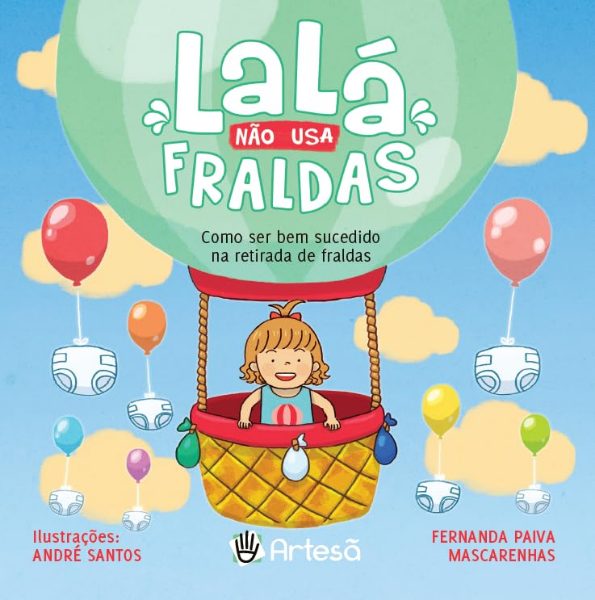 LALÁ
NÃO USA
FRALDAS
Como ser bem sucedido
na retirada de fraldas
Ilustrações:
ANDRÉ SANTOS
Artesã
FERNANDA PAIVA
MASCARENHAS